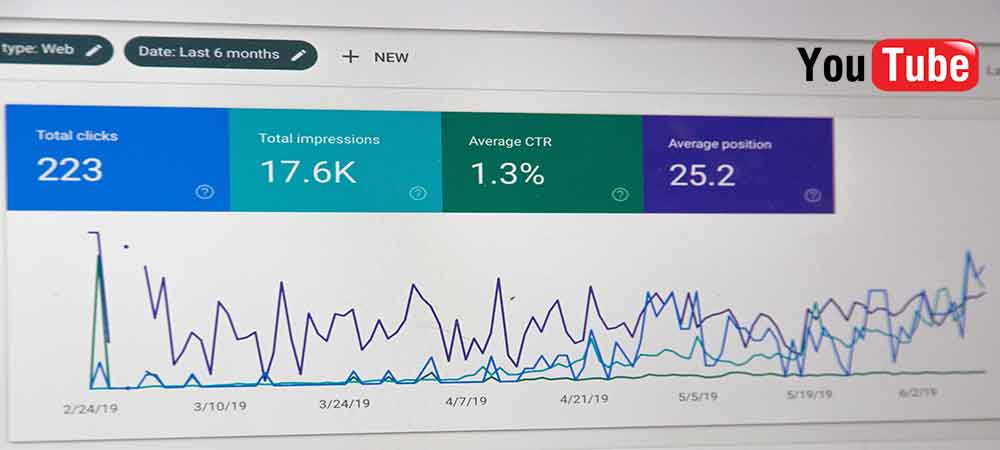 type: Web
Date: Last 6 months
+ NEW
YouTube
Total clicks
223
Total impressions
17.6K
Average CTR
1.3%
Average position
25.2
2/24/19
3/10/19
3/24/19
4/7/19
4/21/19
5/5/19
5/19/19
6/2/19